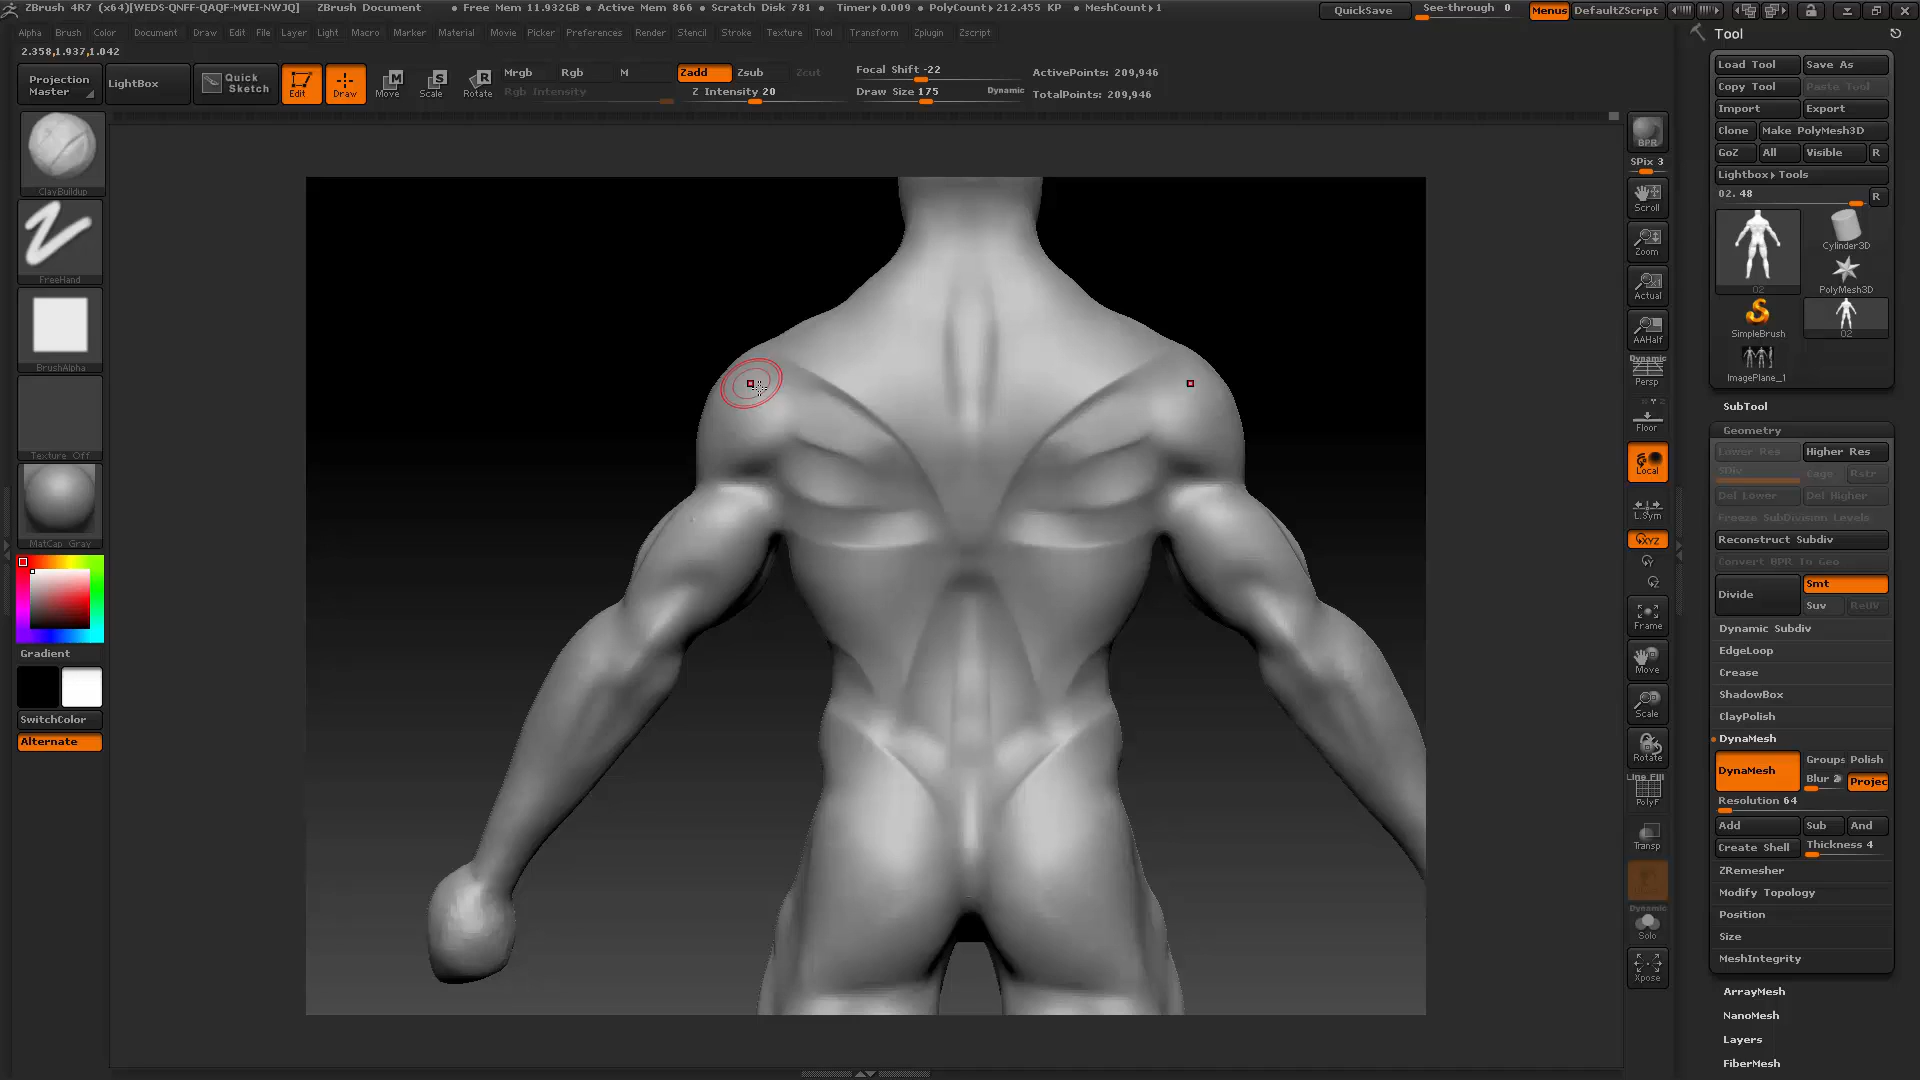 ZBrush 4R7 (x64)[WEDS-QNFF-QAQF-MVEI-NWJQ] ZBrush Document • Free Mem 11.932GB • Active Mem 866 • Scratch Disk 781 • Timer▸0.009 • PolyCount▸212.455 KP • MeshCount▸1 QuickSave See-through 0 Menus DefaultZScript
Alpha Brush Color Document Draw Edit File Layer Light Macro Marker Material Movie Picker Preferences Render Stencil Stroke Texture Tool Transform Zplugin Zscript
2.358,1.937,1.042
Projection Master
LightBox
Quick Sketch
Edit
Draw
Move
Scale
Rotate
Mrgb Rgb M
Rgb Intensity
Zadd Zsub Zcut
Z Intensity 20
Focal Shift -22
Draw Size 175 Dynamic
ActivePoints: 209,946
TotalPoints: 209,946
ClayBuildup
FreeHand
BrushAlpha
Texture Off
MatCap Gray
Gradient
SwitchColor
Alternate
BPR
SPix 3
Scroll
Zoom
Actual
AAHalf
Dynamic
Persp
Floor
Local
L.Sym
XYZ
Frame
Move
Scale
Rotate
Line Fill
PolyF
Transp
Dynamic
Solo
Xpose
Tool
Load Tool Save As
Copy Tool Paste Tool
Import Export
Clone Make PolyMesh3D
GoZ All Visible R
Lightbox▸Tools
02. 48 R
02
Cylinder3D
PolyMesh3D
SimpleBrush
02
ImagePlane_1
SubTool
Geometry
Lower Res Higher Res
SDiv Cage Rstr
Del Lower Del Higher
Freeze SubDivision Levels
Reconstruct Subdiv
Convert BPR To Geo
Divide Smt
Suv ReUV
Dynamic Subdiv
EdgeLoop
Crease
ShadowBox
ClayPolish
DynaMesh
DynaMesh Groups Polish
Blur 2 Projec
Resolution 64
Add Sub And
Create Shell Thickness 4
ZRemesher
Modify Topology
Position
Size
MeshIntegrity
ArrayMesh
NanoMesh
Layers
FiberMesh